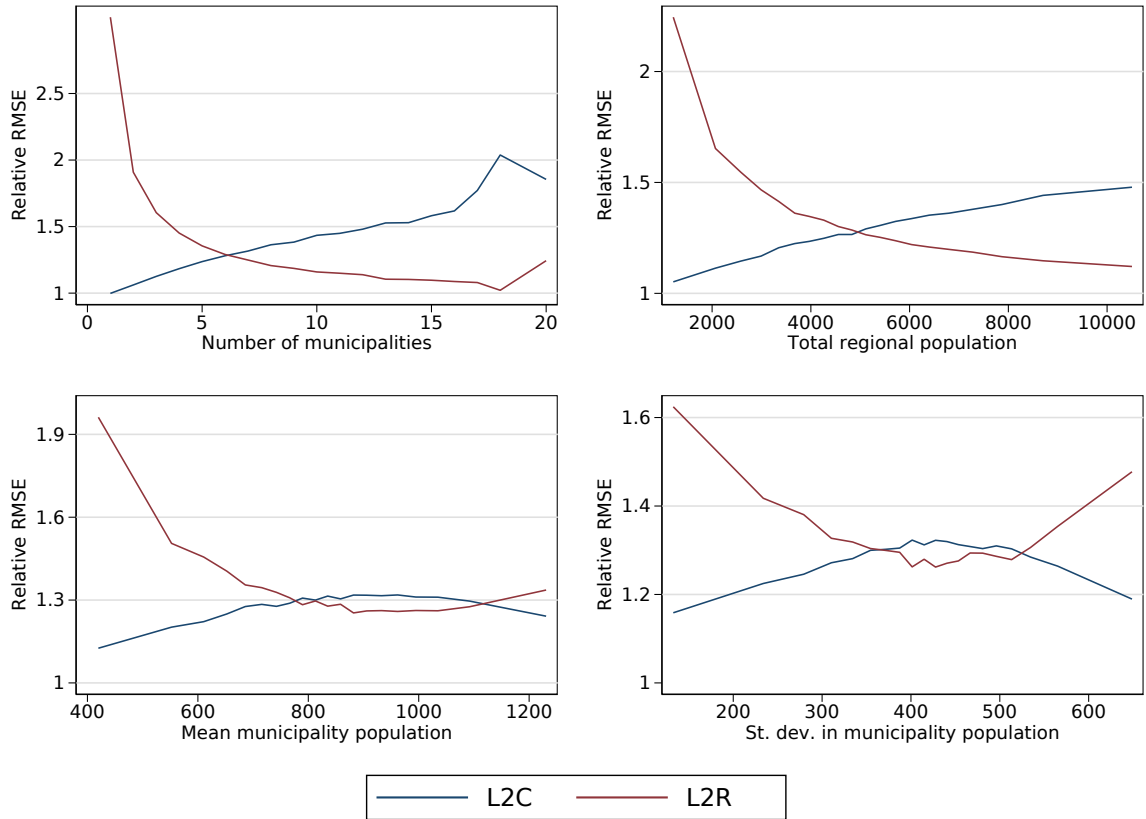 Relative RMSE
2.5
2
1.5
1
0 5 10 15 20
Number of municipalities
Relative RMSE
2
1.5
1
2000 4000 6000 8000 10000
Total regional population
Relative RMSE
1.9
1.6
1.3
1
400 600 800 1000 1200
Mean municipality population
Relative RMSE
1.6
1.4
1.2
1
200 300 400 500 600
St. dev. in municipality population
L2C L2R